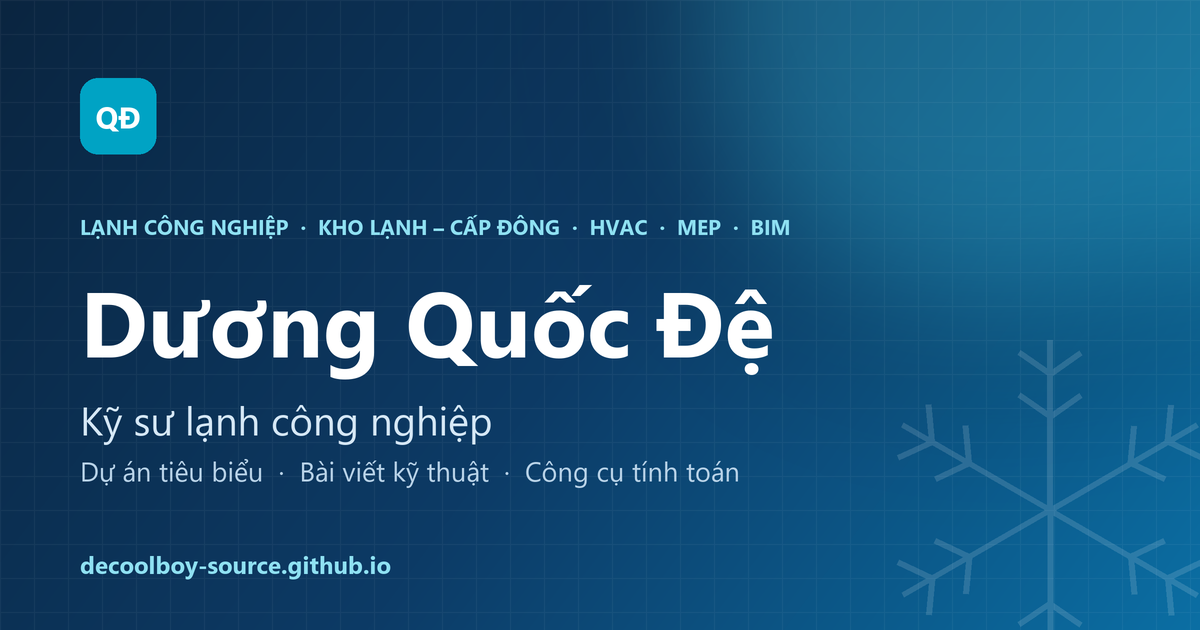 QĐ
LẠNH CÔNG NGHIỆP · KHO LẠNH – CẤP ĐÔNG · HVAC · MEP · BIM
Dương Quốc Đệ
Kỹ sư lạnh công nghiệp
Dự án tiêu biểu · Bài viết kỹ thuật · Công cụ tính toán
decoolboy-source.github.io